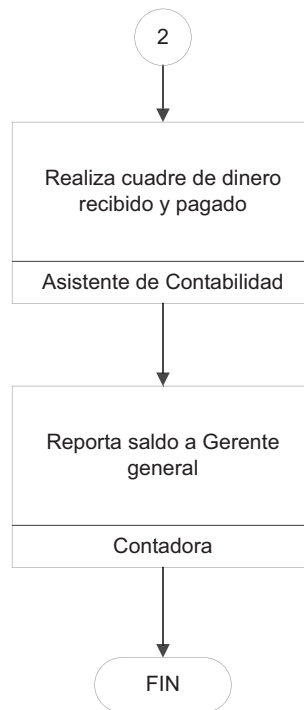 2
Realiza cuadre de dinero
recibido y pagado
Asistente de Contabilidad
Reporta saldo a Gerente
general
Contadora
FIN